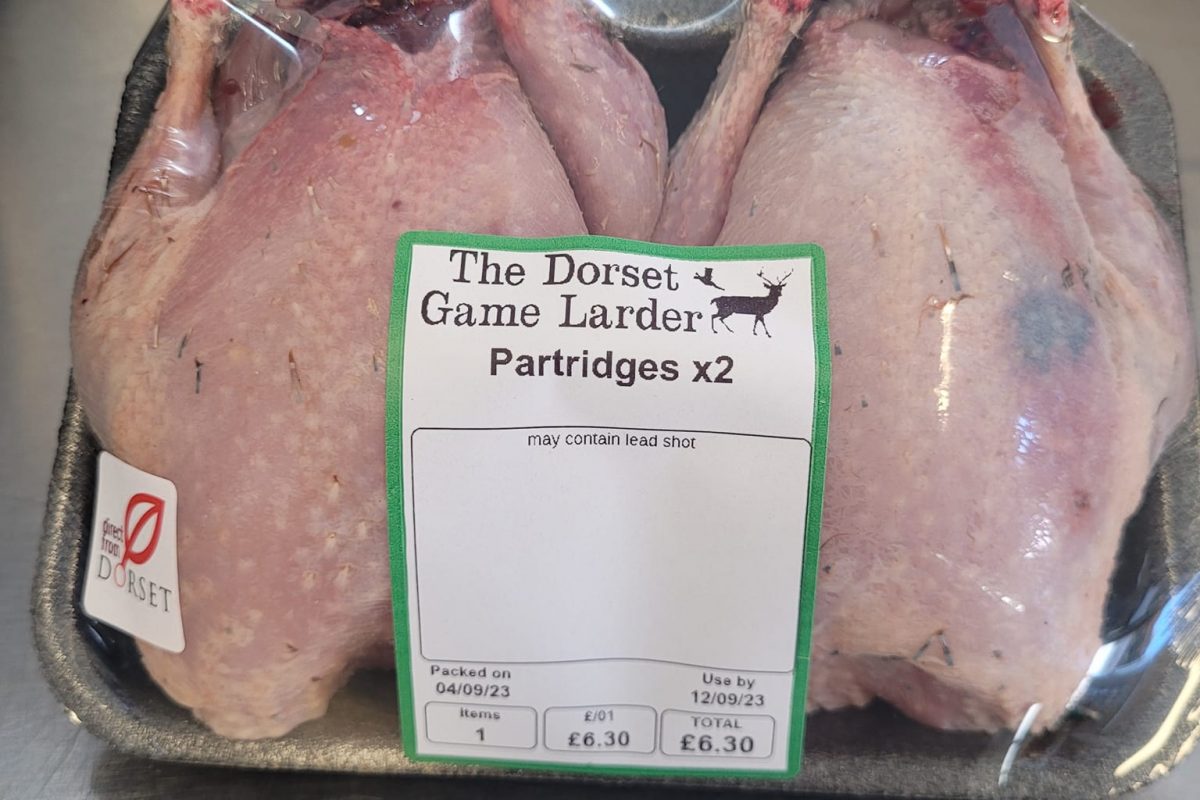 The Dorset
Game Larder
Partridges x2
may contain lead shot
direct
from
DORSET
Packed on
04/09/23
Use by
12/09/23
Items
1
£/01
£6.30
TOTAL
£6.30